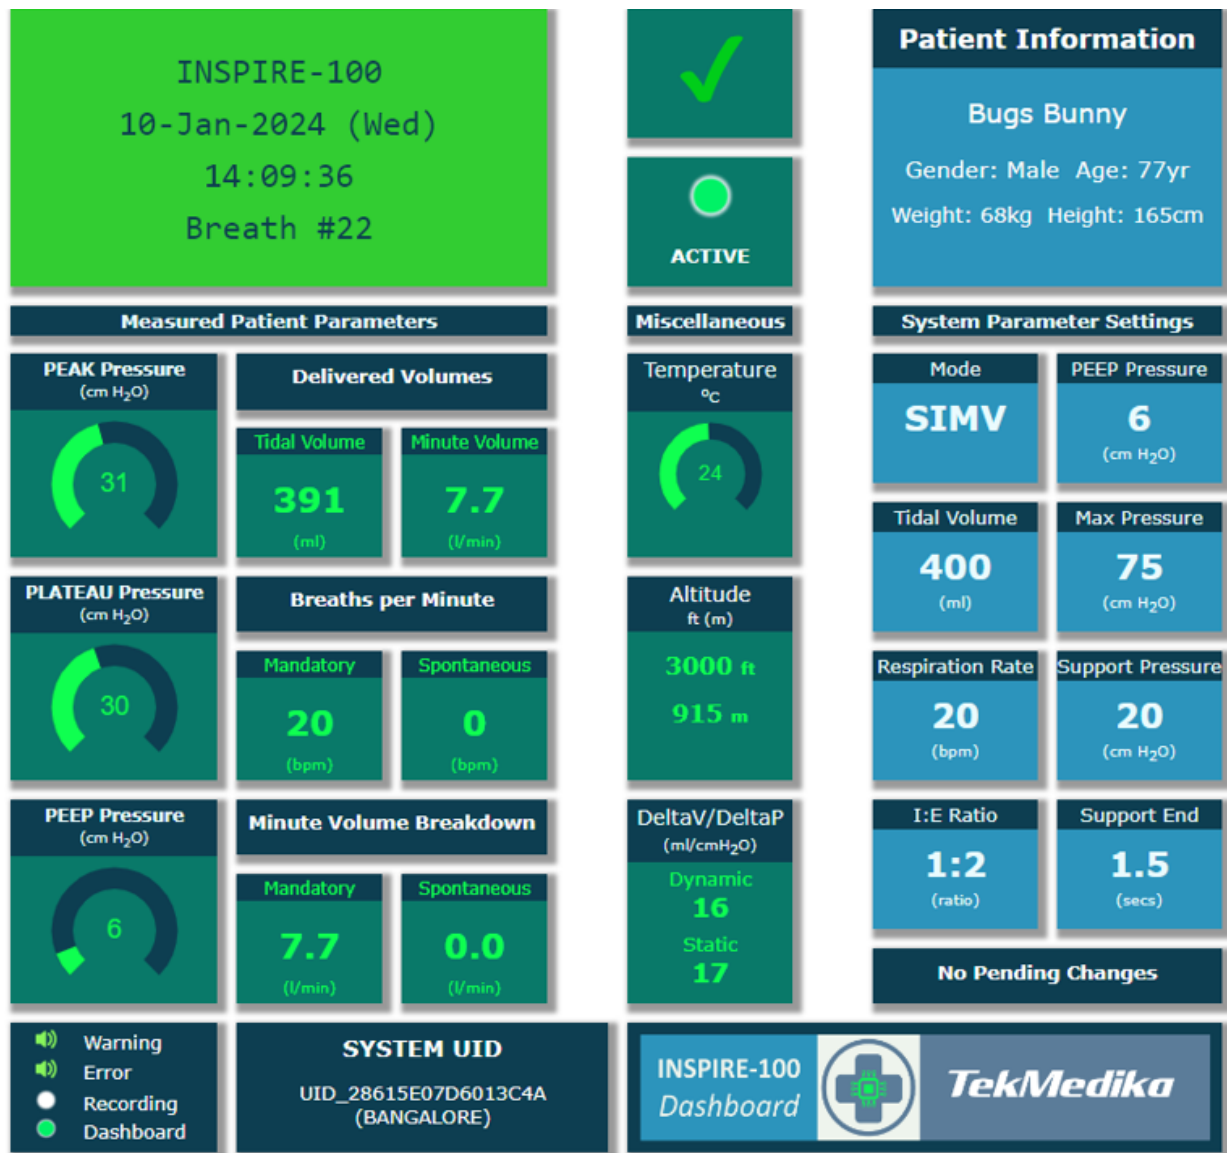 INSPIRE-100
10-Jan-2024 (Wed)
14:09:36
Breath #22
ACTIVE
Patient Information
Bugs Bunny
Gender: Male Age: 77yr
Weight: 68kg Height: 165cm
Measured Patient Parameters
PEAK Pressure
(cm H₂O)
31
Delivered Volumes
Tidal Volume
391
(ml)
Minute Volume
7.7
(l/min)
PLATEAU Pressure
(cm H₂O)
30
Breaths per Minute
Mandatory
20
(bpm)
Spontaneous
0
(bpm)
PEEP Pressure
(cm H₂O)
6
Minute Volume Breakdown
Mandatory
7.7
(l/min)
Spontaneous
0.0
(l/min)
Miscellaneous
Temperature
°C
24
Altitude
ft (m)
3000 ft
915 m
DeltaV/DeltaP
(ml/cmH₂O)
Dynamic
16
Static
17
System Parameter Settings
Mode
SIMV
PEEP Pressure
6
(cm H₂O)
Tidal Volume
400
(ml)
Max Pressure
75
(cm H₂O)
Respiration Rate
20
(bpm)
Support Pressure
20
(cm H₂O)
I:E Ratio
1:2
(ratio)
Support End
1.5
(secs)
No Pending Changes
Warning
Error
Recording
Dashboard
SYSTEM UID
UID_28615E07D6013C4A
(BANGALORE)
INSPIRE-100
Dashboard
TekMedika